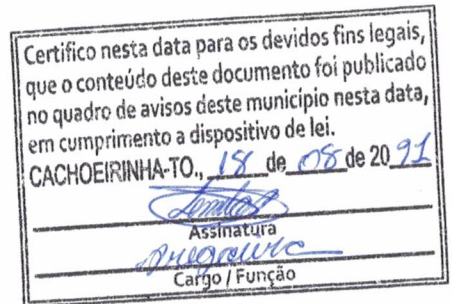 Certifico nesta data para os devidos fins legais,
que o conteúdo deste documento foi publicado
no quadro de avisos deste município nesta data,
em cumprimento a dispositivo de lei.
CACHOEIRINHA-TO., 18 de 08 de 2021
Assinatura
Cargo / Função